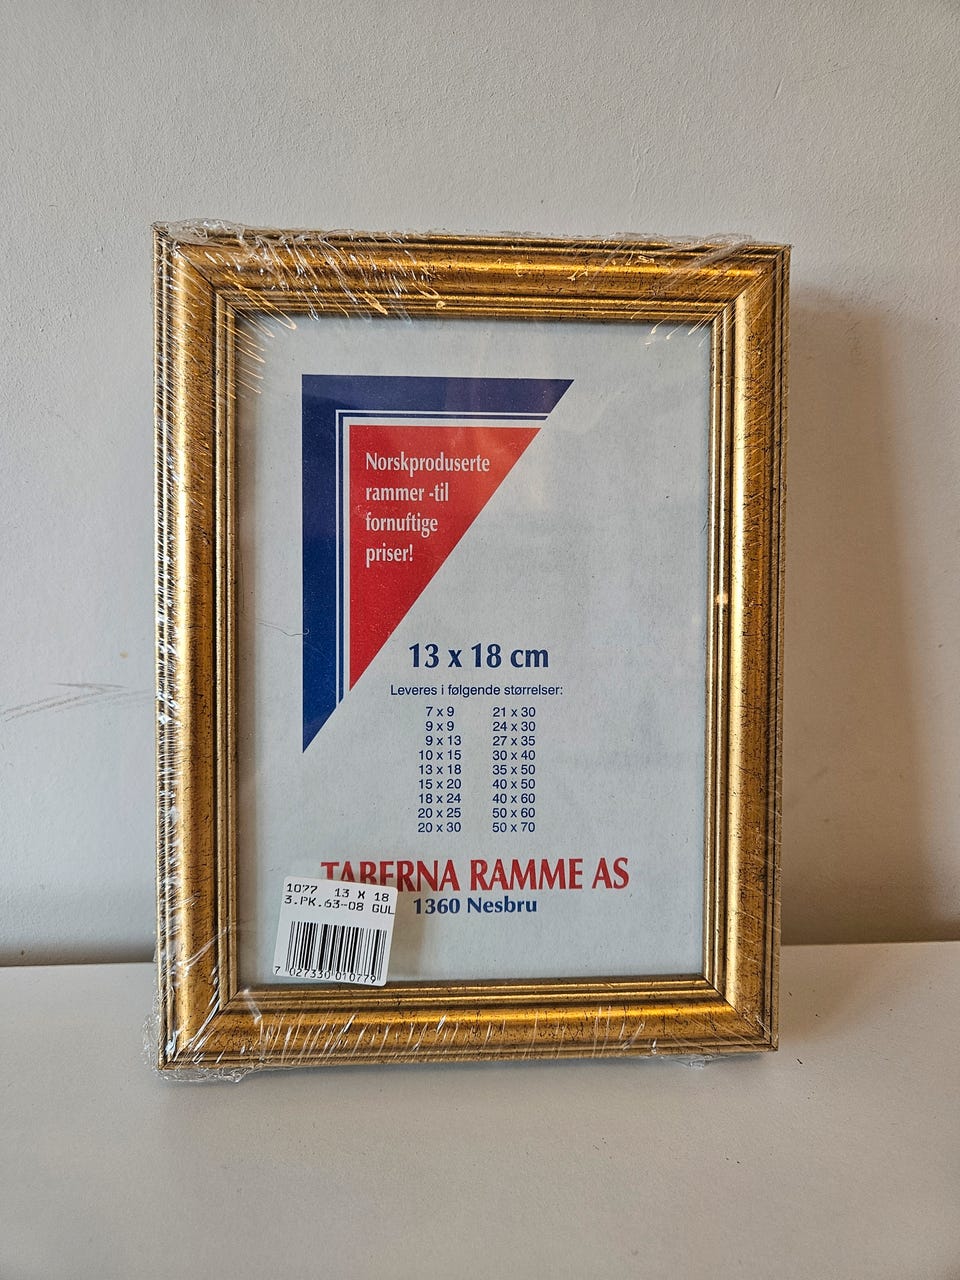 Norskproduserte
rammer -til
fornuftige
priser!
13 x 18 cm
Leveres i følgende størrelser:
7 x 9 21 x 30
9 x 9 24 x 30
9 x 13 27 x 35
10 x 15 30 x 40
13 x 18 35 x 50
15 x 20 40 x 50
18 x 24 40 x 60
20 x 25 50 x 60
20 x 30 50 x 70
TABERNA RAMME AS
1360 Nesbru
1077 13 X 18
3.PK.63-08 GUL
7 027330 010779